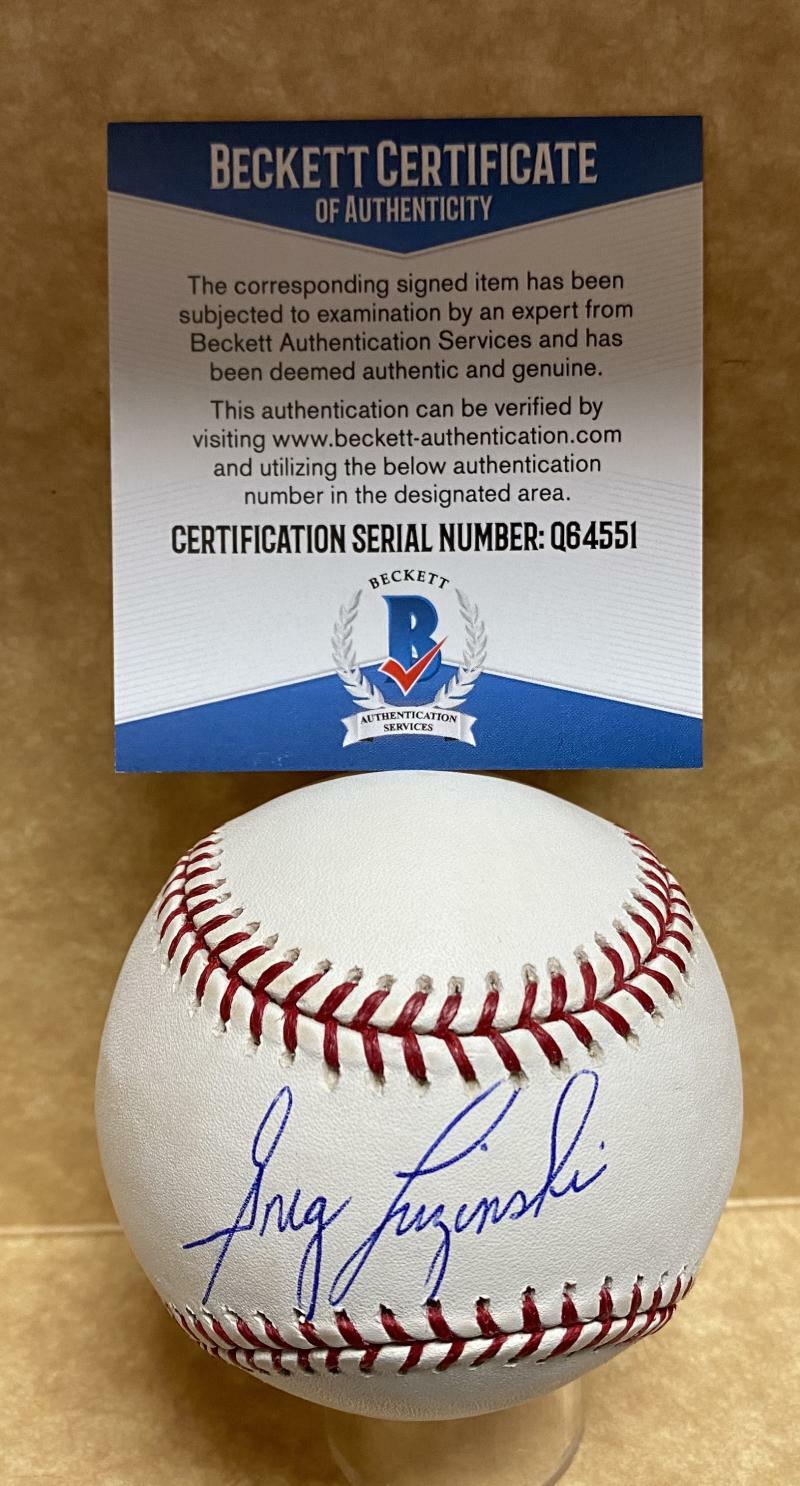 BECKETT CERTIFICATE
OF AUTHENTICITY
The corresponding signed item has been
subjected to examination by an expert from
Beckett Authentication Services and has
been deemed authentic and genuine.
This authentication can be verified by
visiting www.beckett-authentication.com
and utilizing the below authentication
number in the designated area.
CERTIFICATION SERIAL NUMBER: Q64551
BECKETT
B
AUTHENTICATION
SERVICES
Greg Luzinski